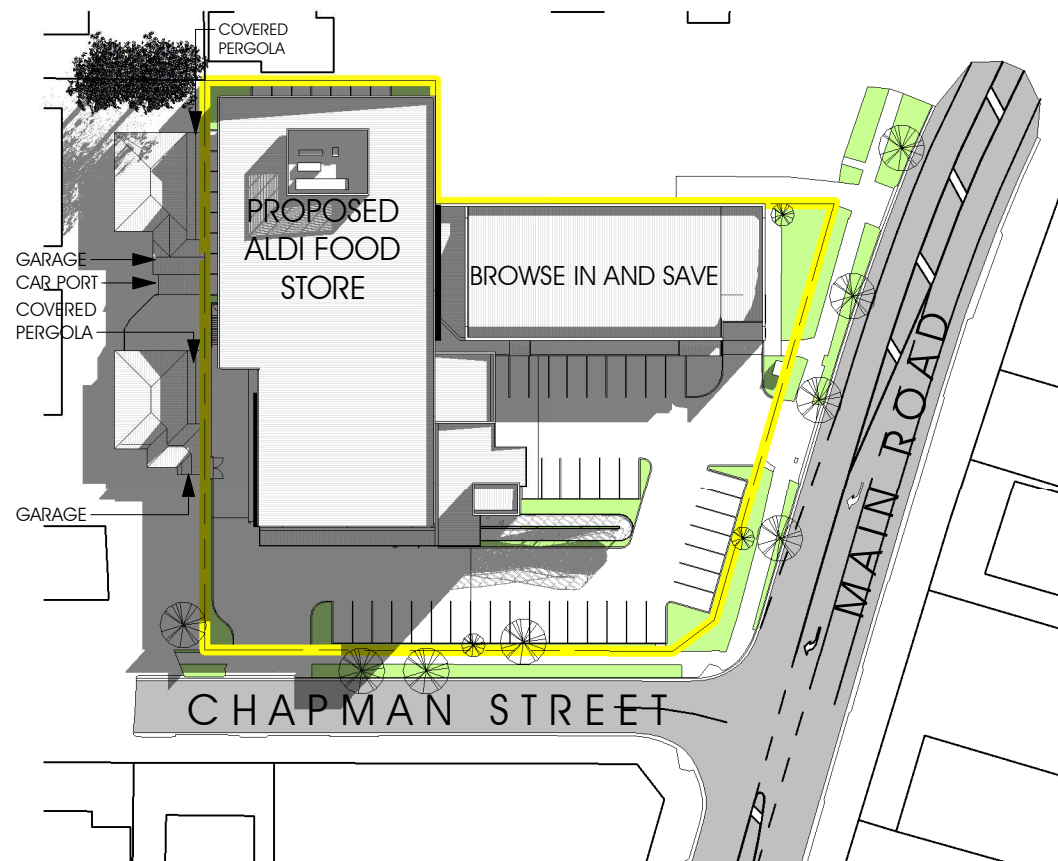 COVERED
PERGOLA
PROPOSED
ALDI FOOD
STORE
BROWSE IN AND SAVE
GARAGE
CAR PORT
COVERED
PERGOLA
GARAGE
MAIN ROAD
CHAPMAN STREET